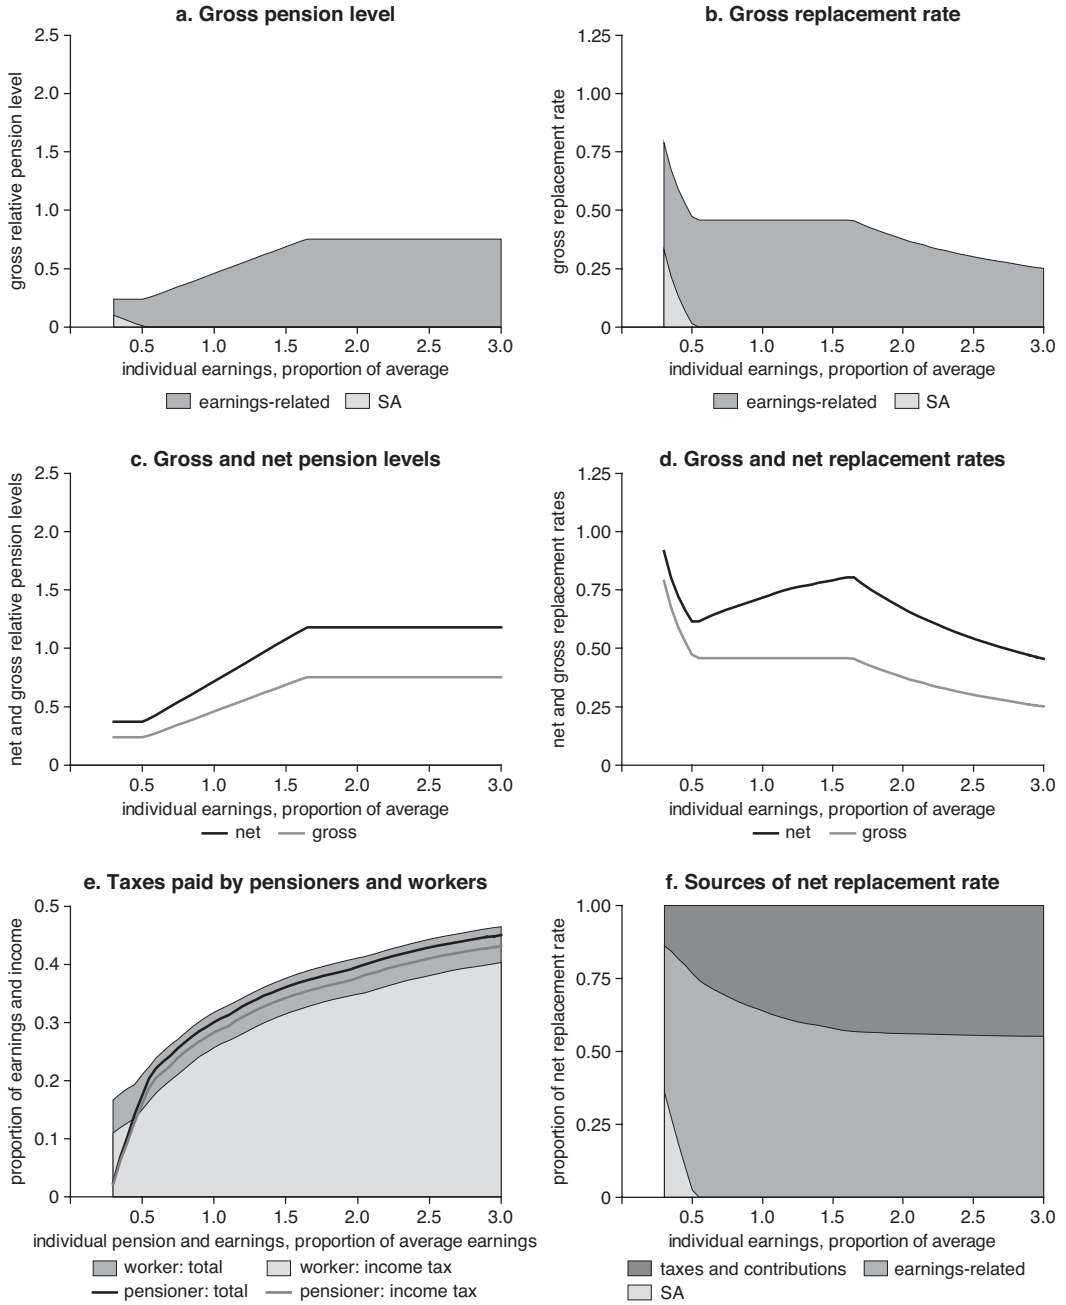 a. Gross pension level
gross relative pension level
2.5
2.0
1.5
1.0
0.5
0
0.5 1.0 1.5 2.0 2.5 3.0
individual earnings, proportion of average
earnings-related SA
b. Gross replacement rate
gross replacement rate
1.25
1.00
0.75
0.50
0.25
0
0.5 1.0 1.5 2.0 2.5 3.0
individual earnings, proportion of average
earnings-related SA
c. Gross and net pension levels
net and gross relative pension levels
2.5
2.0
1.5
1.0
0.5
0
0.5 1.0 1.5 2.0 2.5 3.0
individual earnings, proportion of average
net gross
d. Gross and net replacement rates
net and gross replacement rates
1.25
1.00
0.75
0.50
0.25
0
0.5 1.0 1.5 2.0 2.5 3.0
individual earnings, proportion of average
net gross
e. Taxes paid by pensioners and workers
proportion of earnings and income
0.5
0.4
0.3
0.2
0.1
0
0.5 1.0 1.5 2.0 2.5 3.0
individual pension and earnings, proportion of average earnings
worker: total worker: income tax
pensioner: total pensioner: income tax
f. Sources of net replacement rate
proportion of net replacement rate
1.00
0.75
0.50
0.25
0
0.5 1.0 1.5 2.0 2.5 3.0
individual earnings, proportion of average
taxes and contributions earnings-related
SA